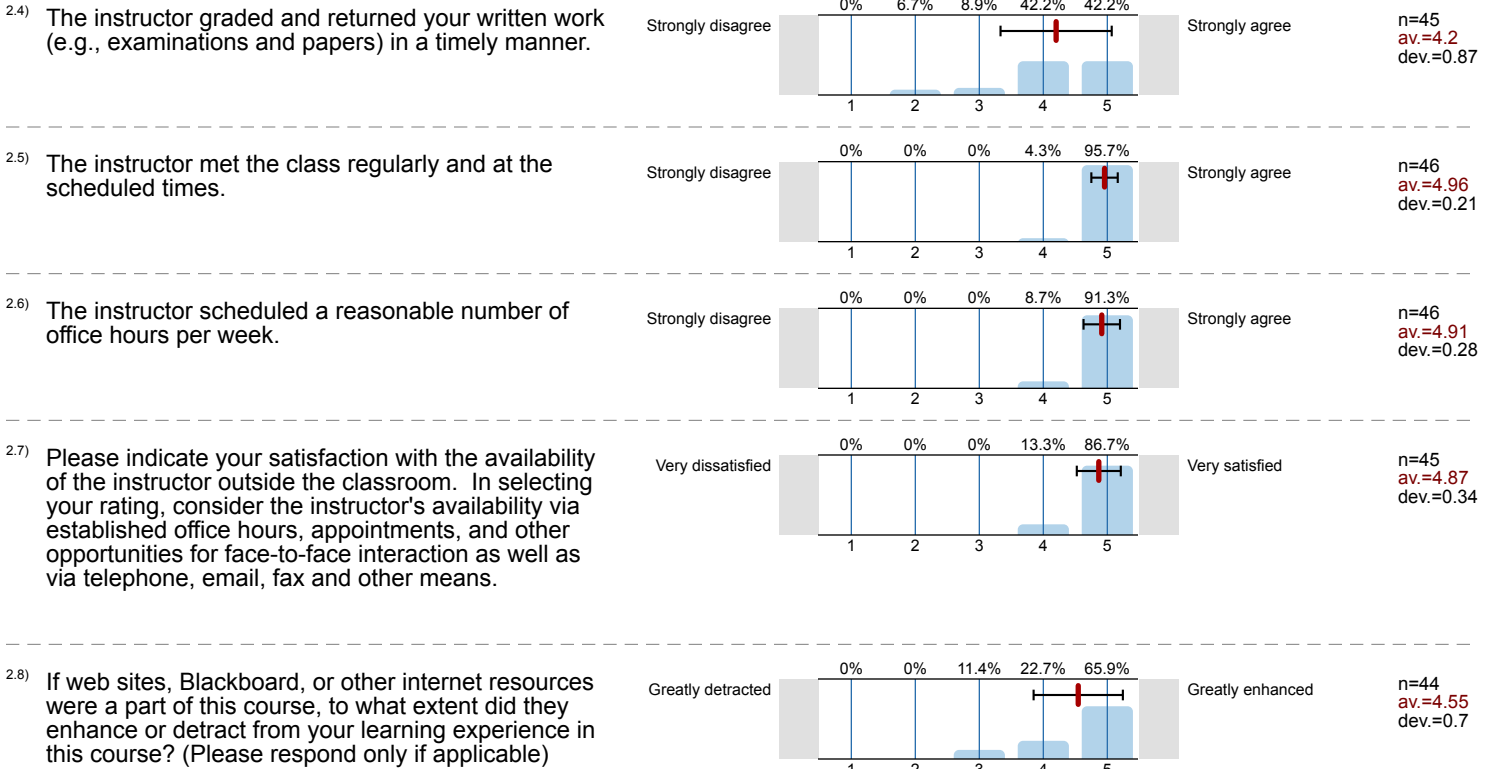 2.4) The instructor graded and returned your written work
(e.g., examinations and papers) in a timely manner.
Strongly disagree
0% 6.7% 8.9% 42.2% 42.2%
1 2 3 4 5
Strongly agree
n=45
av.=4.2
dev.=0.87
2.5) The instructor met the class regularly and at the
scheduled times.
Strongly disagree
0% 0% 0% 4.3% 95.7%
1 2 3 4 5
Strongly agree
n=46
av.=4.96
dev.=0.21
2.6) The instructor scheduled a reasonable number of
office hours per week.
Strongly disagree
0% 0% 0% 8.7% 91.3%
1 2 3 4 5
Strongly agree
n=46
av.=4.91
dev.=0.28
2.7) Please indicate your satisfaction with the availability
of the instructor outside the classroom. In selecting
your rating, consider the instructor's availability via
established office hours, appointments, and other
opportunities for face-to-face interaction as well as
via telephone, email, fax and other means.
Very dissatisfied
0% 0% 0% 13.3% 86.7%
1 2 3 4 5
Very satisfied
n=45
av.=4.87
dev.=0.34
2.8) If web sites, Blackboard, or other internet resources
were a part of this course, to what extent did they
enhance or detract from your learning experience in
this course? (Please respond only if applicable)
Greatly detracted
0% 0% 11.4% 22.7% 65.9%
1 2 3 4 5
Greatly enhanced
n=44
av.=4.55
dev.=0.7